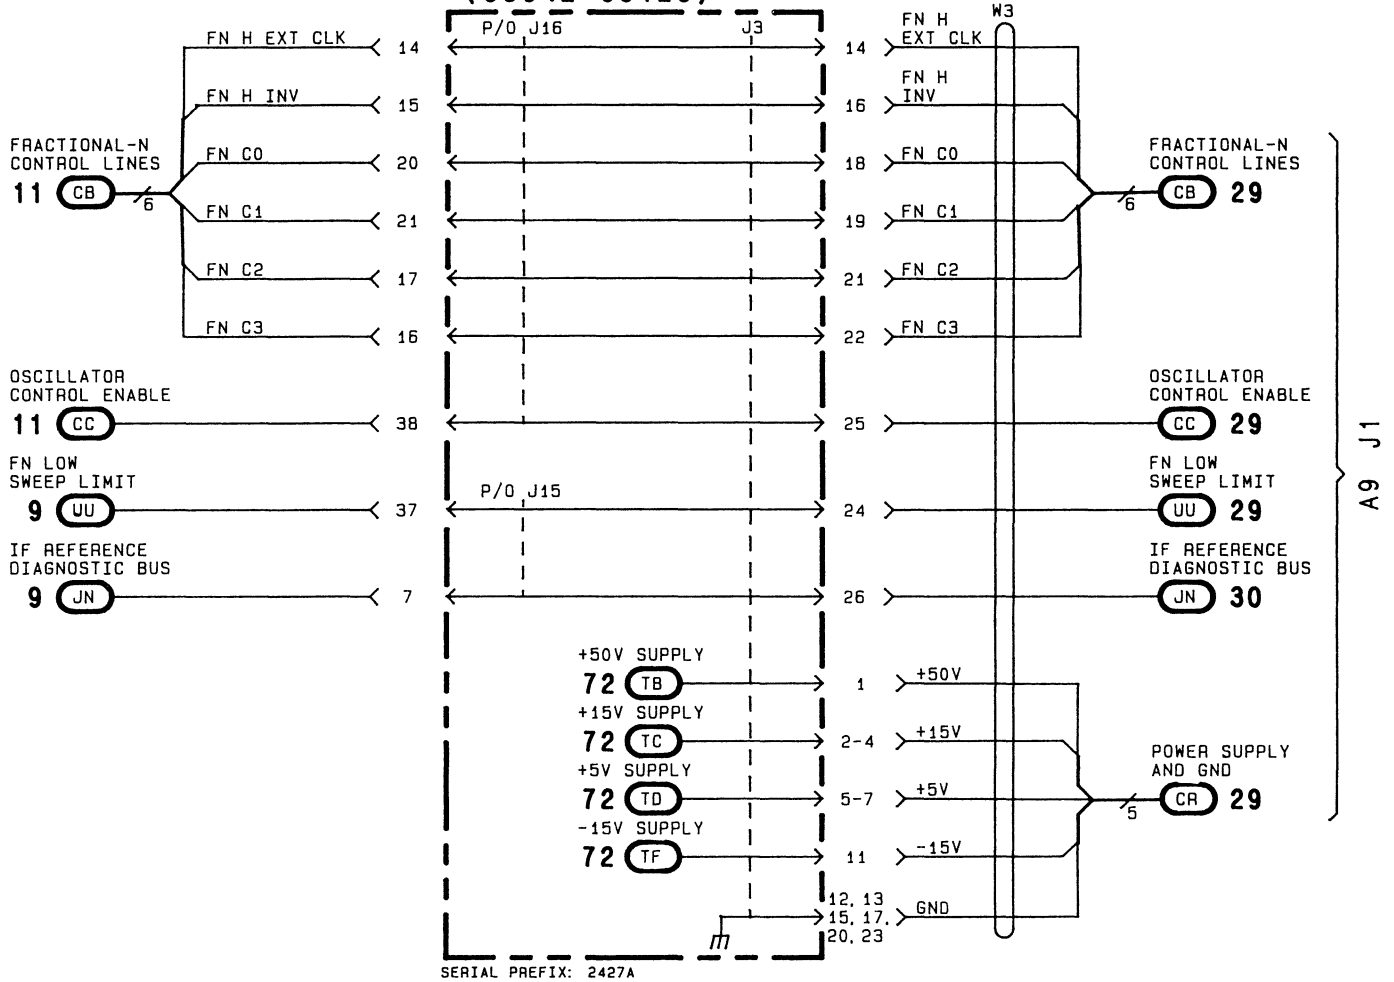 W3
P/O J16 J3
FN H EXT CLK 14 14 FN H
EXT CLK
FN H INV 15 16 FN H
INV
FRACTIONAL-N
CONTROL LINES
11 CB 6
FN C0 20 18 FN C0
FN C1 21 19 FN C1
FN C2 17 21 FN C2
FN C3 16 22 FN C3
FRACTIONAL-N
CONTROL LINES
6 CB 29
OSCILLATOR
CONTROL ENABLE
11 CC 38 25
OSCILLATOR
CONTROL ENABLE
CC 29
FN LOW
SWEEP LIMIT
9 UU 37 P/O J15 24
FN LOW
SWEEP LIMIT
UU 29
A9 J1
IF REFERENCE
DIAGNOSTIC BUS
9 JN 7 26
IF REFERENCE
DIAGNOSTIC BUS
JN 30
+50V SUPPLY
72 TB 1 +50V
+15V SUPPLY
72 TC 2-4 +15V
+5V SUPPLY
72 TD 5-7 +5V
-15V SUPPLY
72 TF 11 -15V
POWER SUPPLY
AND GND
5 CR 29
12, 13
15, 17,
20, 23
GND
SERIAL PREFIX: 2427A